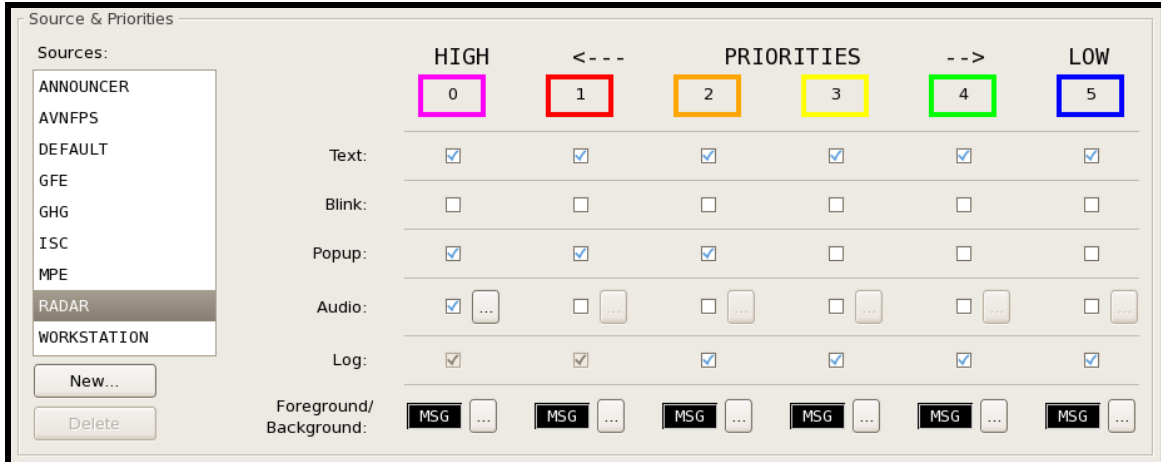 Source & Priorities
Sources:
HIGH <--- PRIORITIES --> LOW
0 1 2 3 4 5
ANNOUNCER
AVNFPS
DEFAULT
GFE
GHG
ISC
MPE
RADAR
WORKSTATION
New...
Delete
Text:
Blink:
Popup:
Audio: ... ... ... ... ... ...
Log:
Foreground/
Background:
MSG ... MSG ... MSG ... MSG ... MSG ... MSG ...